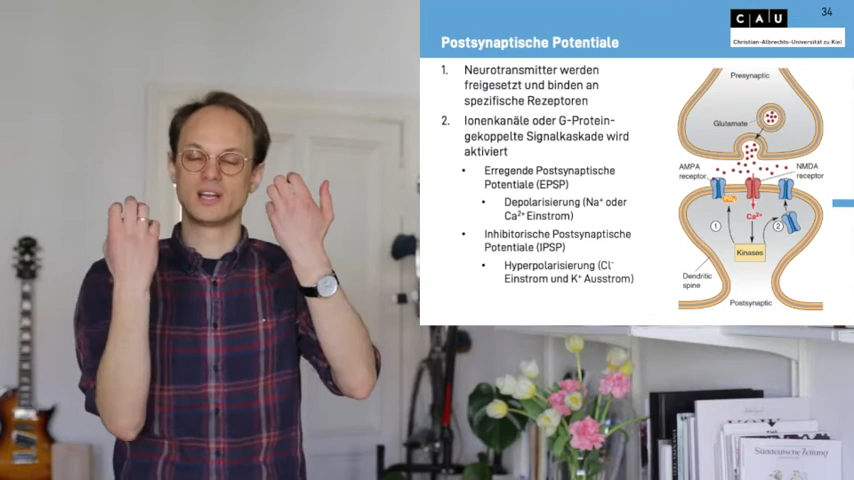 34
CAU
Christian-Albrechts-Universität zu Kiel
Postsynaptische Potentiale
1. Neurotransmitter werden
freigesetzt und binden an
spezifische Rezeptoren
2. Ionenkanäle oder G-Protein-
gekoppelte Signalkaskade wird
aktiviert
• Erregende Postsynaptische
Potentiale (EPSP)
• Depolarisierung (Na⁺ oder
Ca²⁺ Einstrom)
• Inhibitorische Postsynaptische
Potentiale (IPSP)
• Hyperpolarisierung (Cl⁻
Einstrom und K⁺ Ausstrom)
Presynaptic
Glutamate
AMPA
receptor
NMDA
receptor
PO₄
Ca²⁺
1
2
Kinases
Dendritic
spine
Postsynaptic
Süddeutsche Zeitung